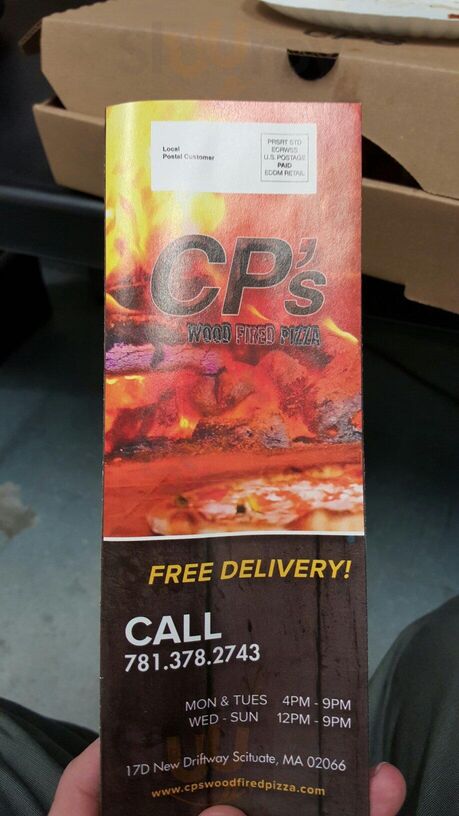 Local
Postal Customer
PRSRT STD
ECRWSS
U.S. POSTAGE
PAID
EDDM RETAIL
CP's
WOOD FIRED PIZZA
FREE DELIVERY!
CALL
781.378.2743
MON & TUES 4PM - 9PM
WED - SUN 12PM - 9PM
17D New Driftway Scituate, MA 02066
www.cpswoodfiredpizza.com